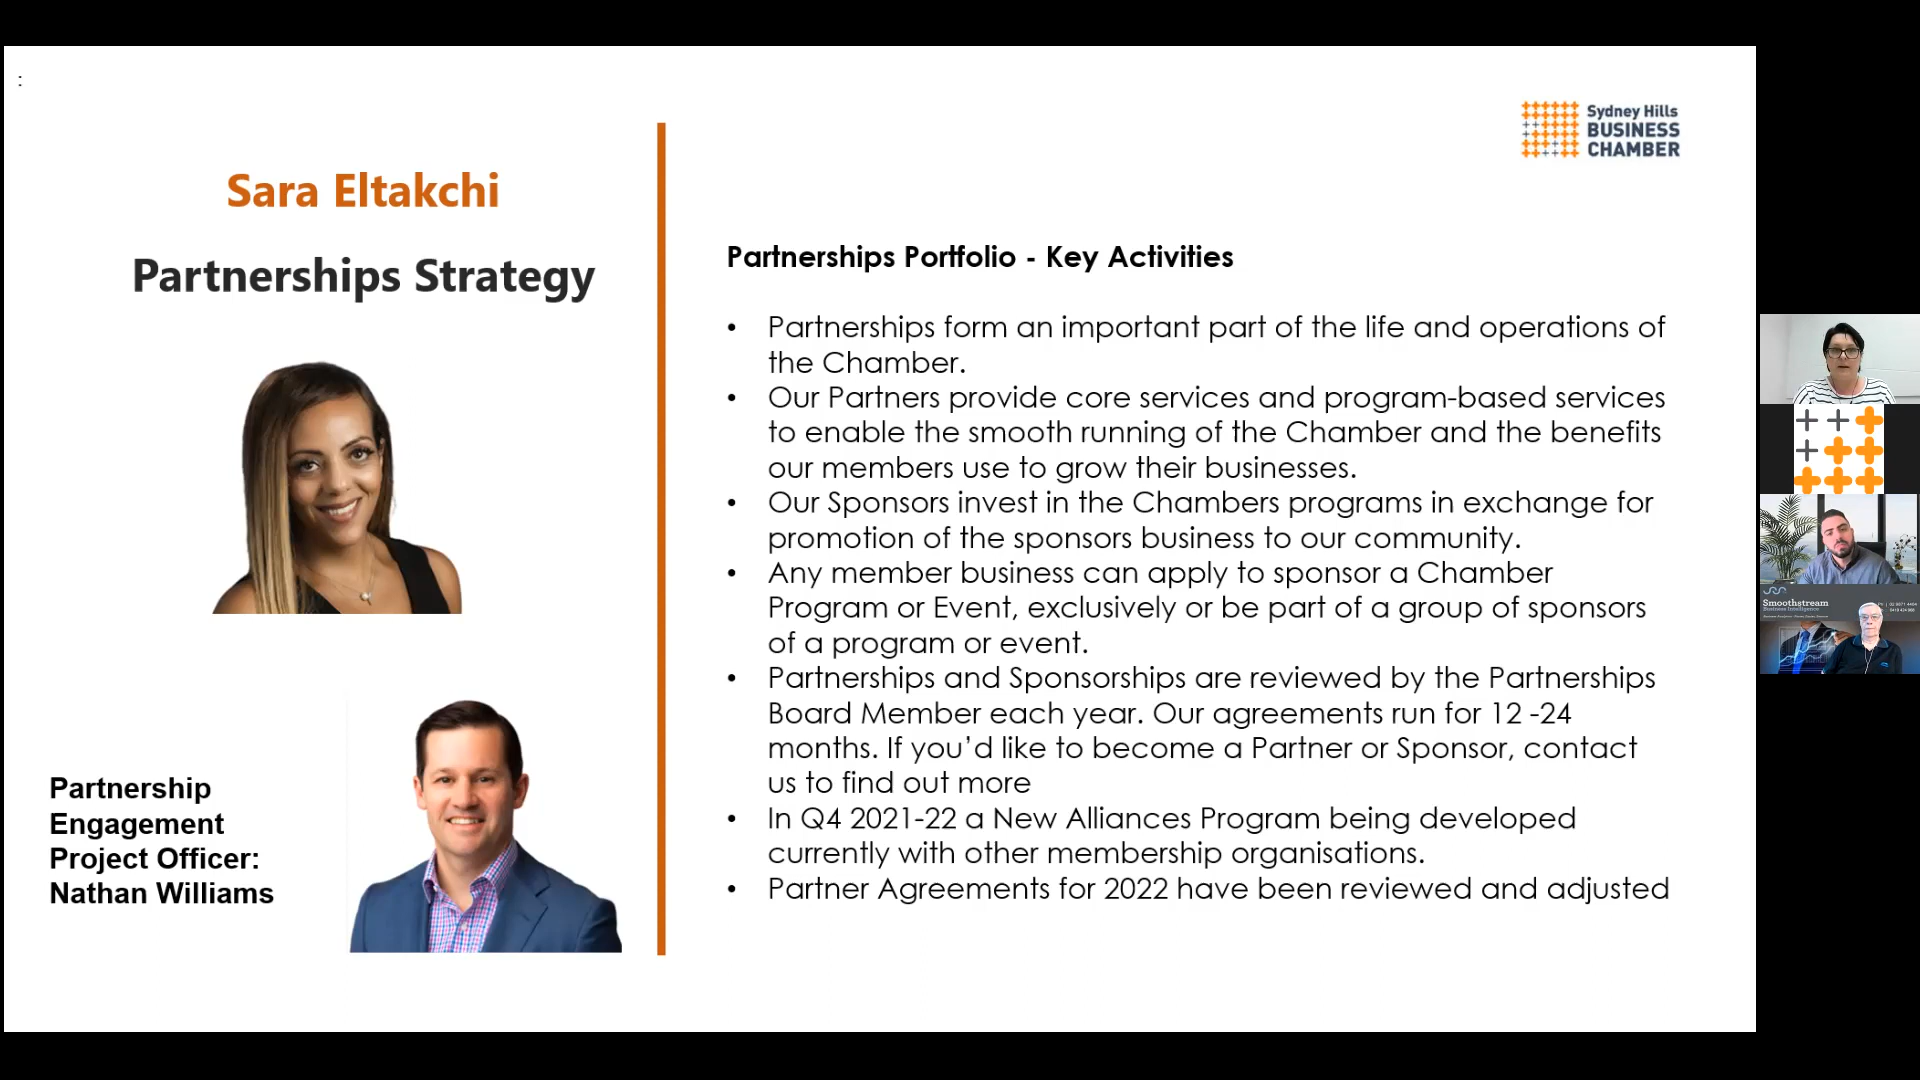 :
Sydney Hills
BUSINESS
CHAMBER
Sara Eltakchi
Partnerships Strategy
Partnership
Engagement
Project Officer:
Nathan Williams
Partnerships Portfolio - Key Activities
• Partnerships form an important part of the life and operations of
the Chamber.
• Our Partners provide core services and program-based services
to enable the smooth running of the Chamber and the benefits
our members use to grow their businesses.
• Our Sponsors invest in the Chambers programs in exchange for
promotion of the sponsors business to our community.
• Any member business can apply to sponsor a Chamber
Program or Event, exclusively or be part of a group of sponsors
of a program or event.
• Partnerships and Sponsorships are reviewed by the Partnerships
Board Member each year. Our agreements run for 12 -24
months. If you’d like to become a Partner or Sponsor, contact
us to find out more
• In Q4 2021-22 a New Alliances Program being developed
currently with other membership organisations.
• Partner Agreements for 2022 have been reviewed and adjusted
Smoothstream
Business Intelligence